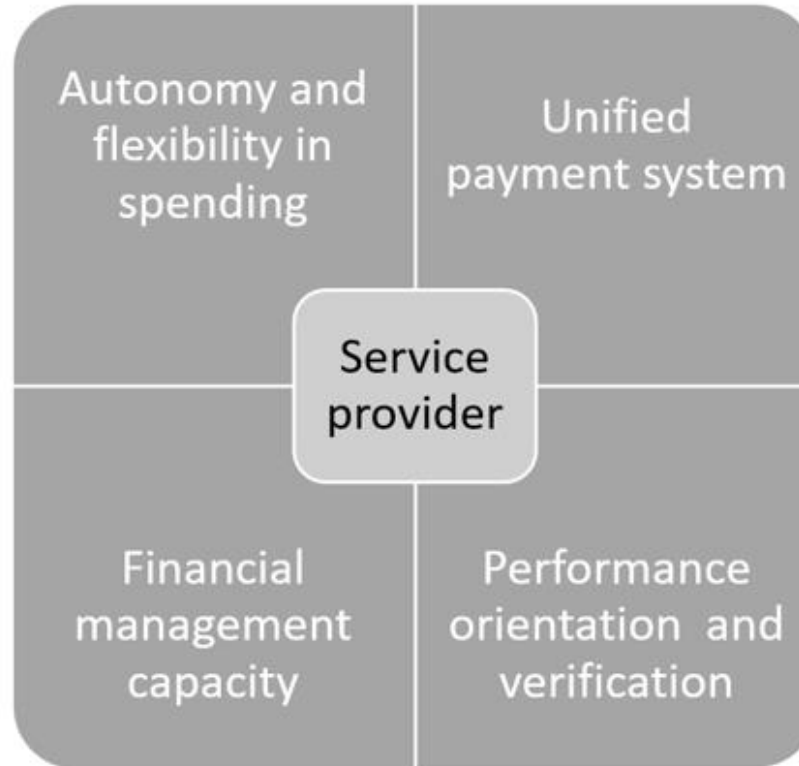 Autonomy and
flexibility in
spending
Unified
payment system
Service
provider
Financial
management
capacity
Performance
orientation and
verification